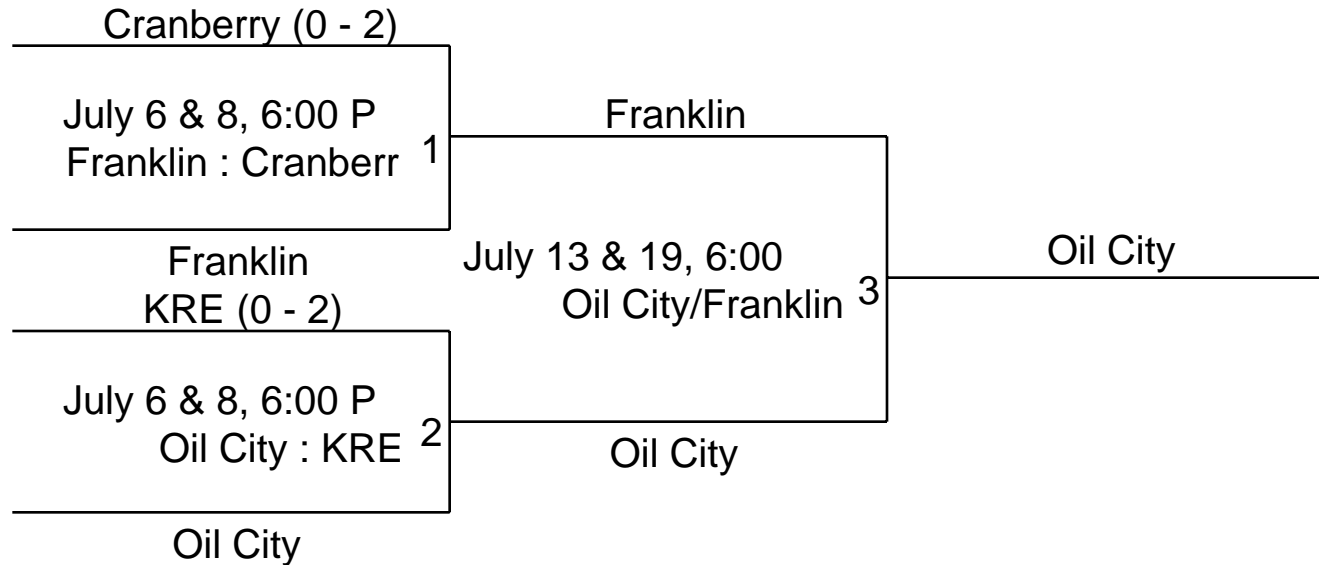 Cranberry (0 - 2)
July 6 & 8, 6:00 P
Franklin : Cranberr
1
Franklin
Franklin
KRE (0 - 2)
July 6 & 8, 6:00 P
Oil City : KRE
2
Oil City
July 13 & 19, 6:00
Oil City/Franklin
3
Oil City
Oil City